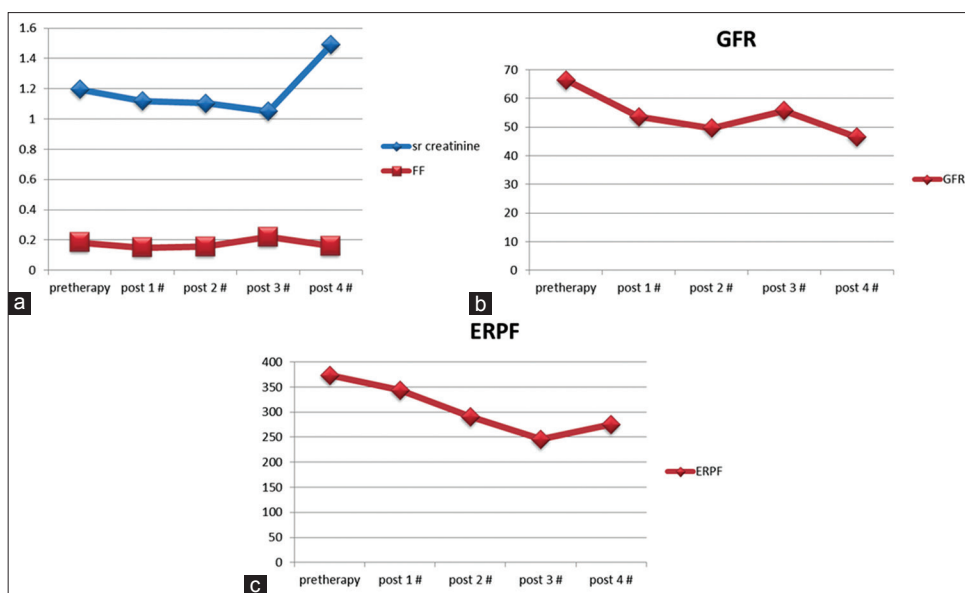 1.6
1.4
1.2
1
0.8
0.6
0.4
0.2
0
pretherapy post 1 # post 2 # post 3 # post 4 #
sr creatinine
FF
a
GFR
70
60
50
40
30
20
10
0
pretherapy post 1 # post 2 # post 3 # post 4 #
GFR
b
ERPF
400
350
300
250
200
150
100
50
0
pretherapy post 1 # post 2 # post 3 # post 4 #
ERPF
c